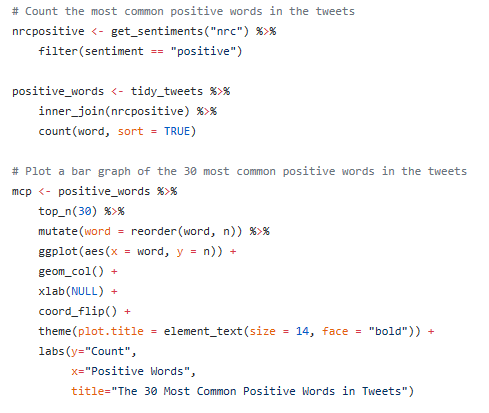 # Count the most common positive words in the tweets
nrcpositive <- get_sentiments("nrc") %>%
    filter(sentiment == "positive")

positive_words <- tidy_tweets %>%
    inner_join(nrcpositive) %>%
    count(word, sort = TRUE)

# Plot a bar graph of the 30 most common positive words in the tweets
mcp <- positive_words %>%
    top_n(30) %>%
    mutate(word = reorder(word, n)) %>%
    ggplot(aes(x = word, y = n)) +
    geom_col() +
    xlab(NULL) +
    coord_flip() +
    theme(plot.title = element_text(size = 14, face = "bold")) +
    labs(y="Count",
         x="Positive Words",
         title="The 30 Most Common Positive Words in Tweets")